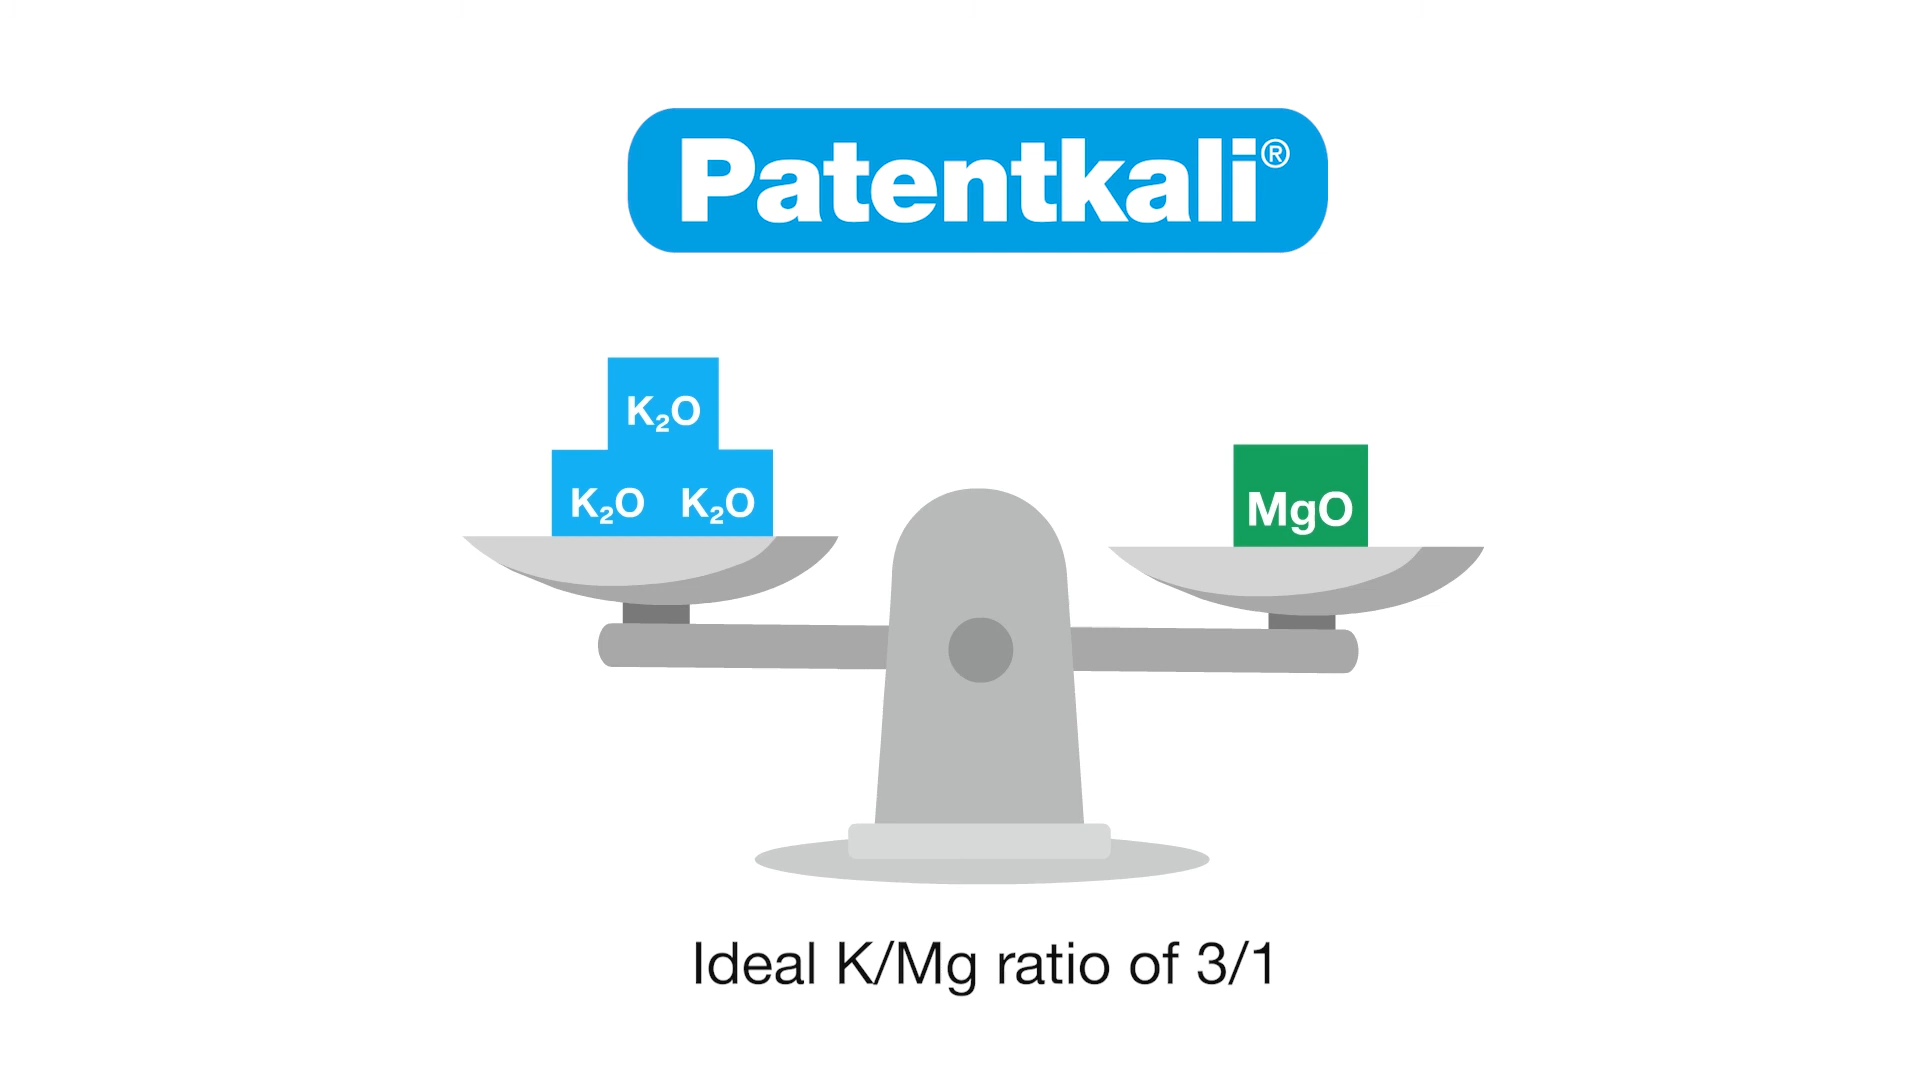 Patentkali®
K₂O
K₂O K₂O
MgO
Ideal K/Mg ratio of 3/1